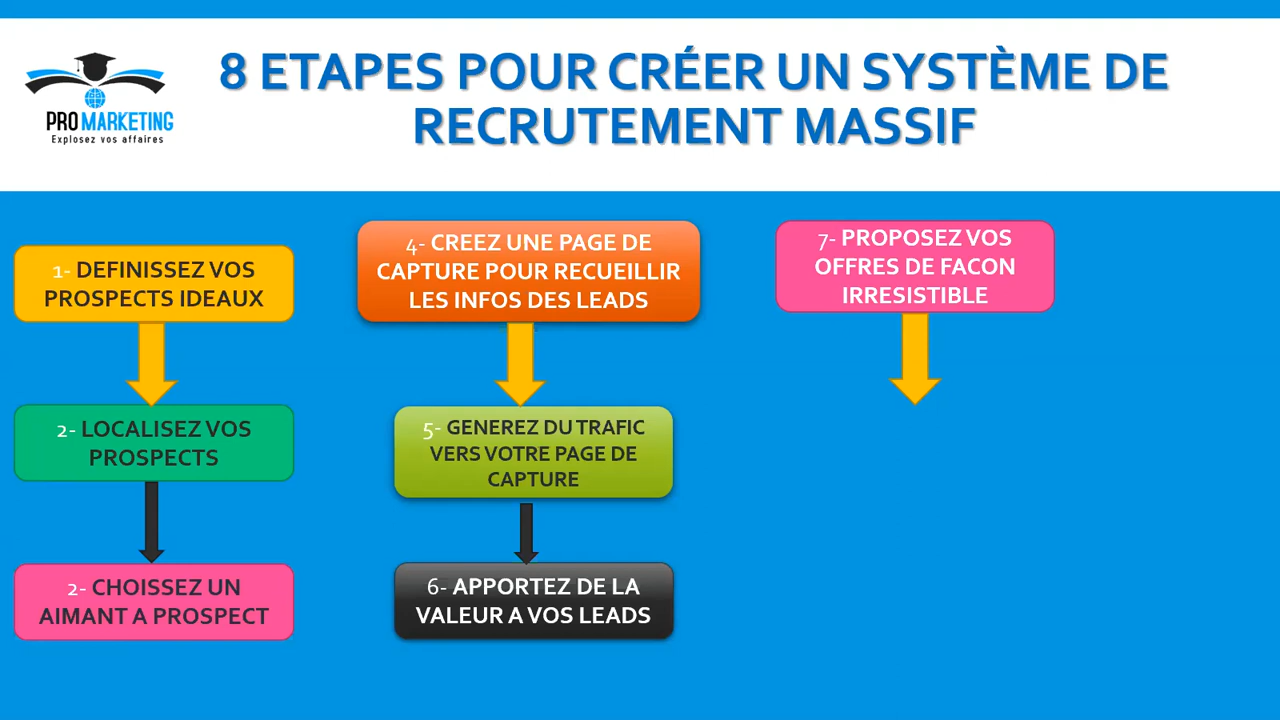 PRO MARKETING
Explosez vos affaires
8 ETAPES POUR CRÉER UN SYSTÈME DE
RECRUTEMENT MASSIF
1- DEFINISSEZ VOS
PROSPECTS IDEAUX
2- LOCALISEZ VOS
PROSPECTS
2- CHOISSEZ UN
AIMANT A PROSPECT
4- CREEZ UNE PAGE DE
CAPTURE POUR RECUEILLIR
LES INFOS DES LEADS
5- GENEREZ DU TRAFIC
VERS VOTRE PAGE DE
CAPTURE
6- APPORTEZ DE LA
VALEUR A VOS LEADS
7- PROPOSEZ VOS
OFFRES DE FACON
IRRESISTIBLE